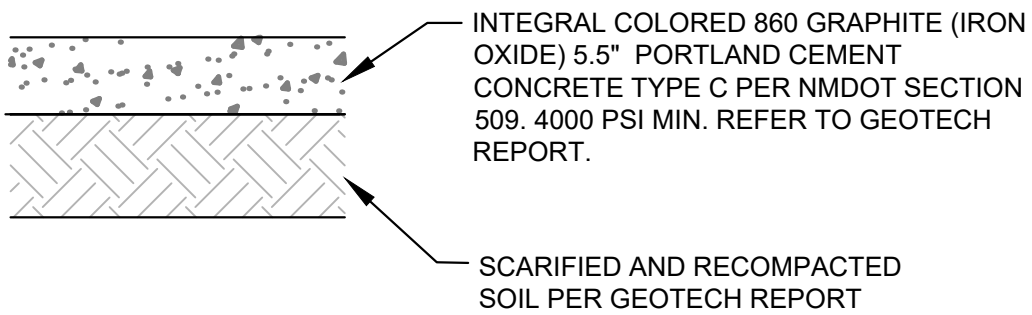 INTEGRAL COLORED 860 GRAPHITE (IRON
OXIDE) 5.5" PORTLAND CEMENT
CONCRETE TYPE C PER NMDOT SECTION
509. 4000 PSI MIN. REFER TO GEOTECH
REPORT.
SCARIFIED AND RECOMPACTED
SOIL PER GEOTECH REPORT